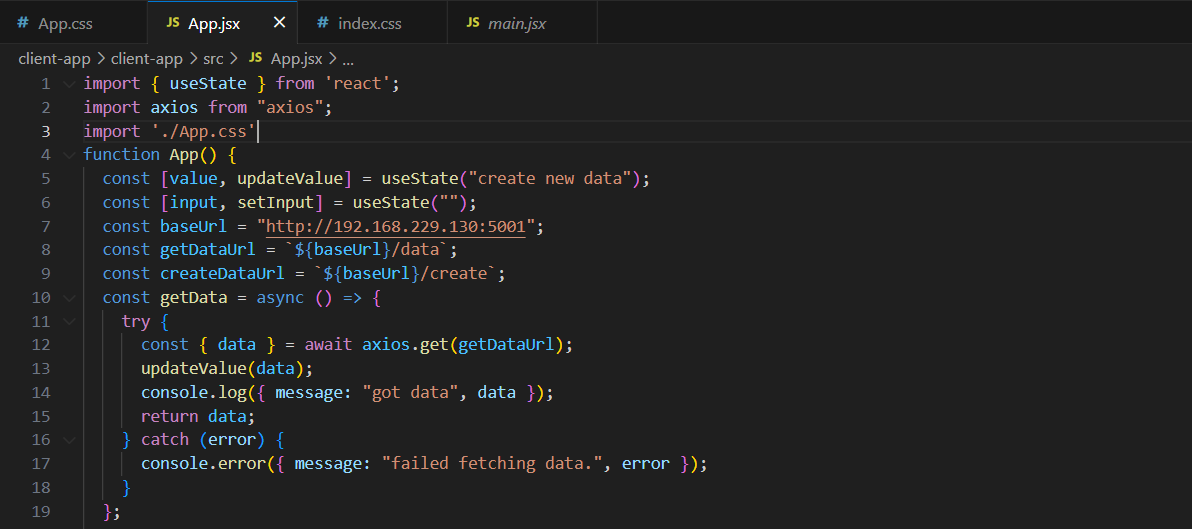 # App.css JS App.jsx × # index.css JS main.jsx
client-app > client-app > src > JS App.jsx > ...
1 import { useState } from 'react';
2 import axios from "axios";
3 import './App.css'
4 function App() {
5 const [value, updateValue] = useState("create new data");
6 const [input, setInput] = useState("");
7 const baseUrl = "http://192.168.229.130:5001";
8 const getDataUrl = `${baseUrl}/data`;
9 const createDataUrl = `${baseUrl}/create`;
10 const getData = async () => {
11 try {
12 const { data } = await axios.get(getDataUrl);
13 updateValue(data);
14 console.log({ message: "got data", data });
15 return data;
16 } catch (error) {
17 console.error({ message: "failed fetching data.", error });
18 }
19 };